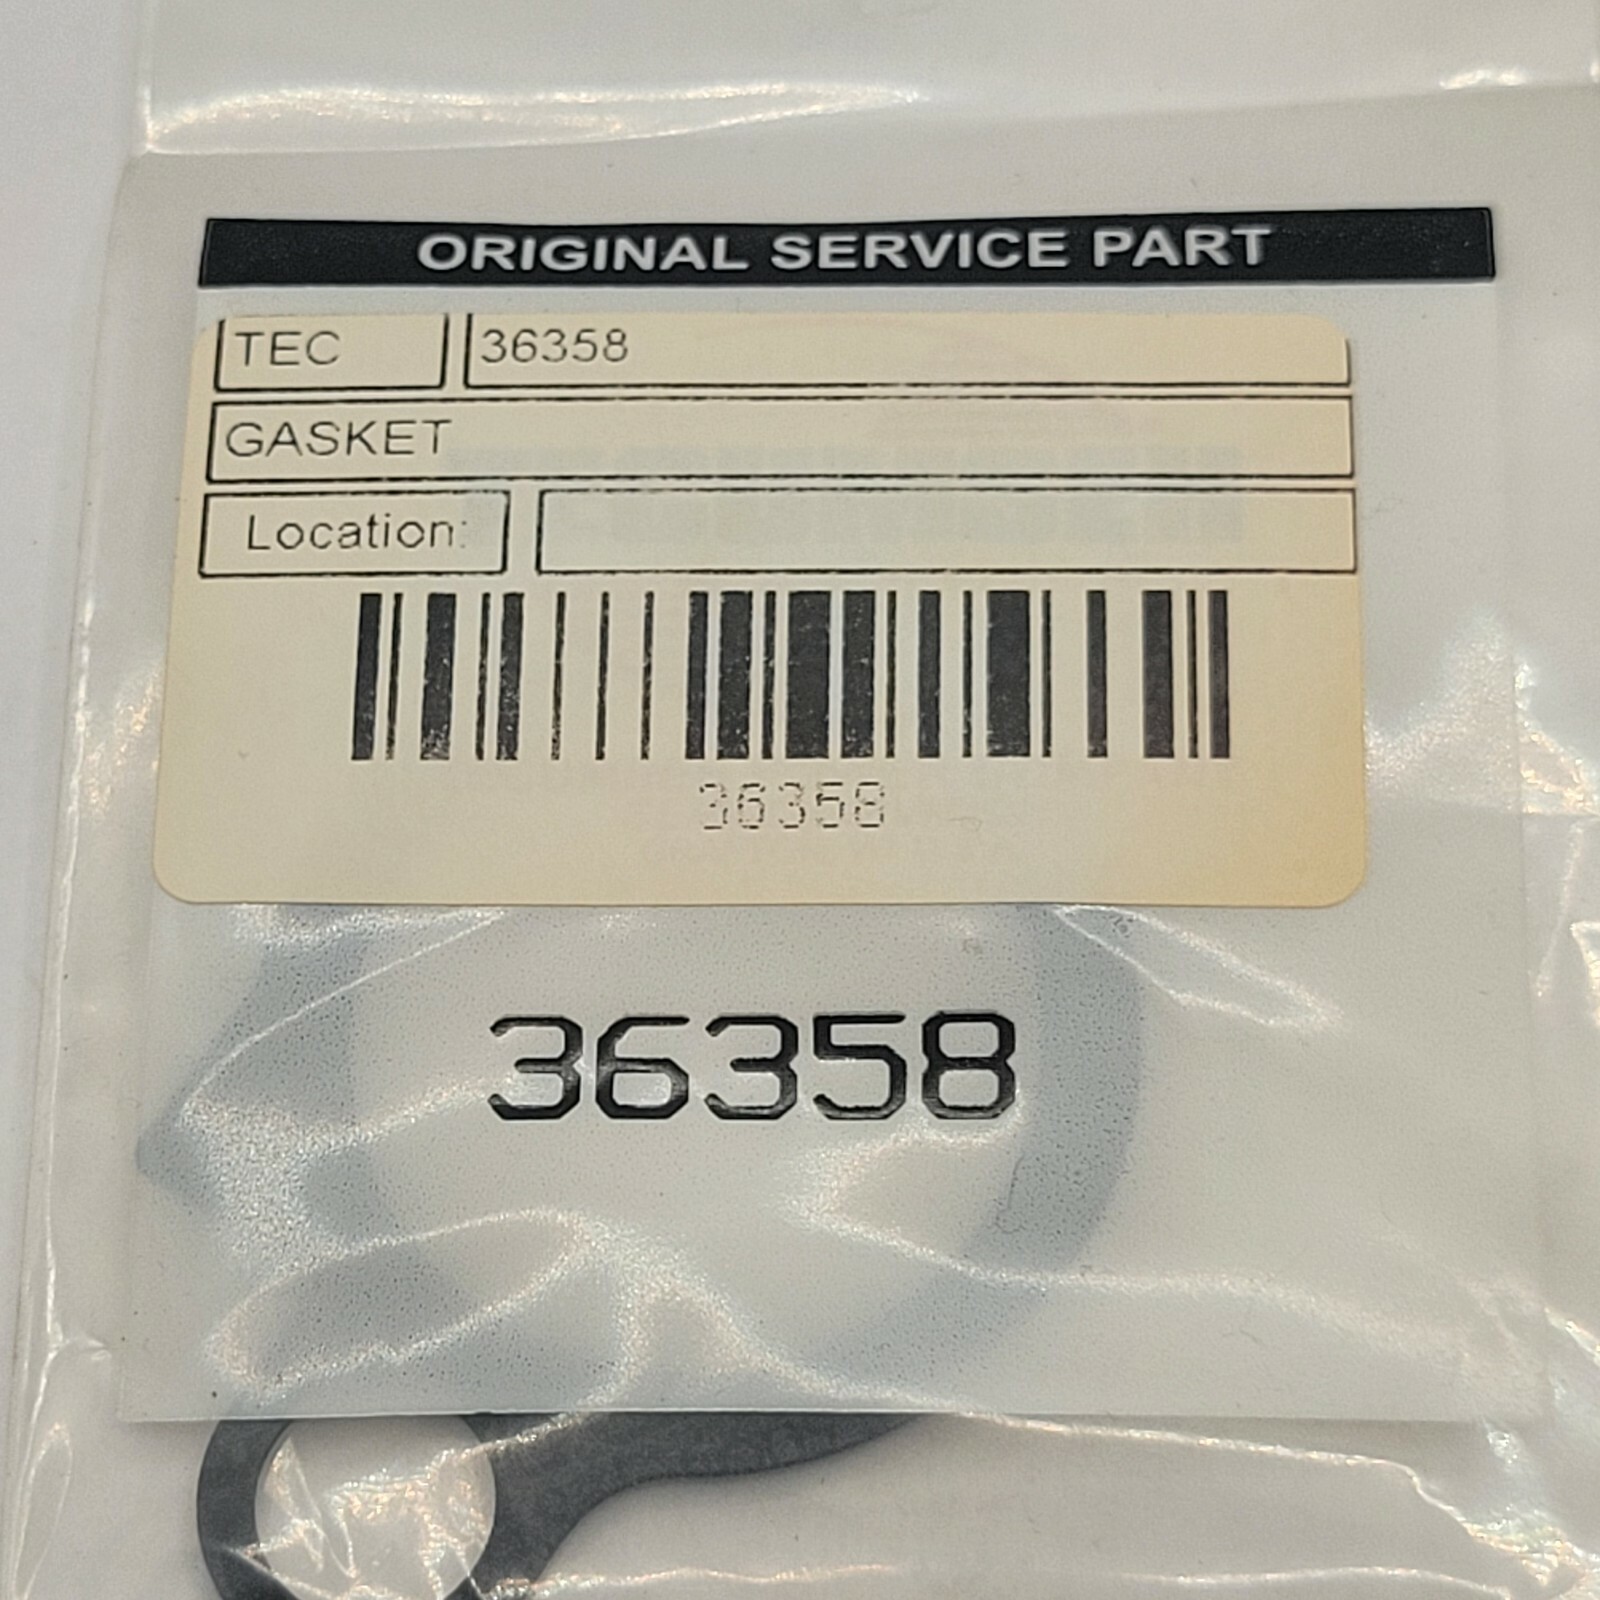 ORIGINAL SERVICE PART
TEC 36358
GASKET
Location:
36358
36358